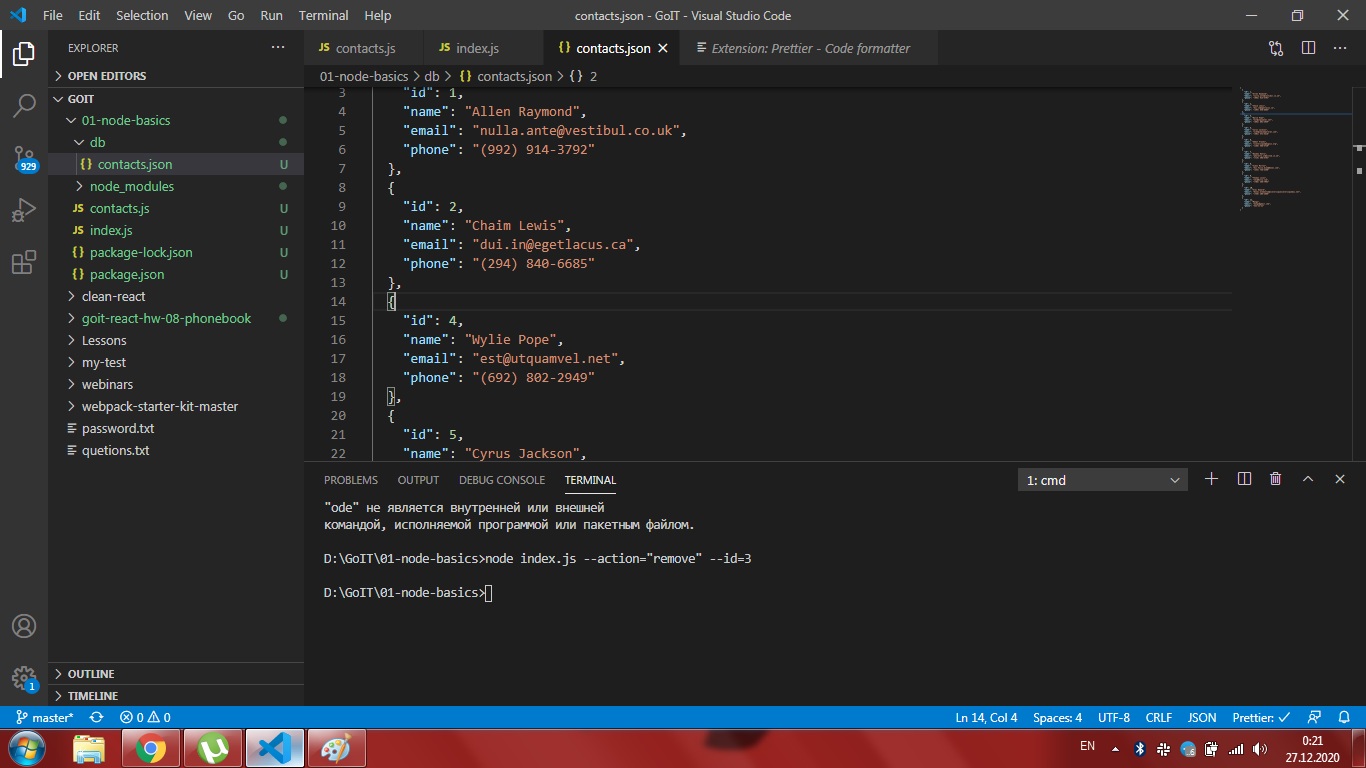 File Edit Selection View Go Run Terminal Help
contacts.json - GoIT - Visual Studio Code
EXPLORER
OPEN EDITORS
GOIT
01-node-basics
db
{} contacts.json U
node_modules
JS contacts.js U
JS index.js U
{} package-lock.json U
{} package.json U
clean-react
goit-react-hw-08-phonebook
Lessons
my-test
webinars
webpack-starter-kit-master
password.txt
quetions.txt
OUTLINE
TIMELINE
929
1
JS contacts.js
JS index.js
{} contacts.json
Extension: Prettier - Code formatter
01-node-basics > db > {} contacts.json > {} 2
3 "id": 1,
4 "name": "Allen Raymond",
5 "email": "nulla.ante@vestibul.co.uk",
6 "phone": "(992) 914-3792"
7 },
8 {
9 "id": 2,
10 "name": "Chaim Lewis",
11 "email": "dui.in@egetlacus.ca",
12 "phone": "(294) 840-6685"
13 },
14 {
15 "id": 4,
16 "name": "Wylie Pope",
17 "email": "est@utquamvel.net",
18 "phone": "(692) 802-2949"
19 },
20 {
21 "id": 5,
22 "name": "Cyrus Jackson",
PROBLEMS OUTPUT DEBUG CONSOLE TERMINAL
1: cmd
"ode" не является внутренней или внешней
командой, исполняемой программой или пакетным файлом.
D:\GoIT\01-node-basics>node index.js --action="remove" --id=3
D:\GoIT\01-node-basics>
master* 0 0
Ln 14, Col 4 Spaces: 4 UTF-8 CRLF JSON Prettier: ✓
EN
0:21
27.12.2020